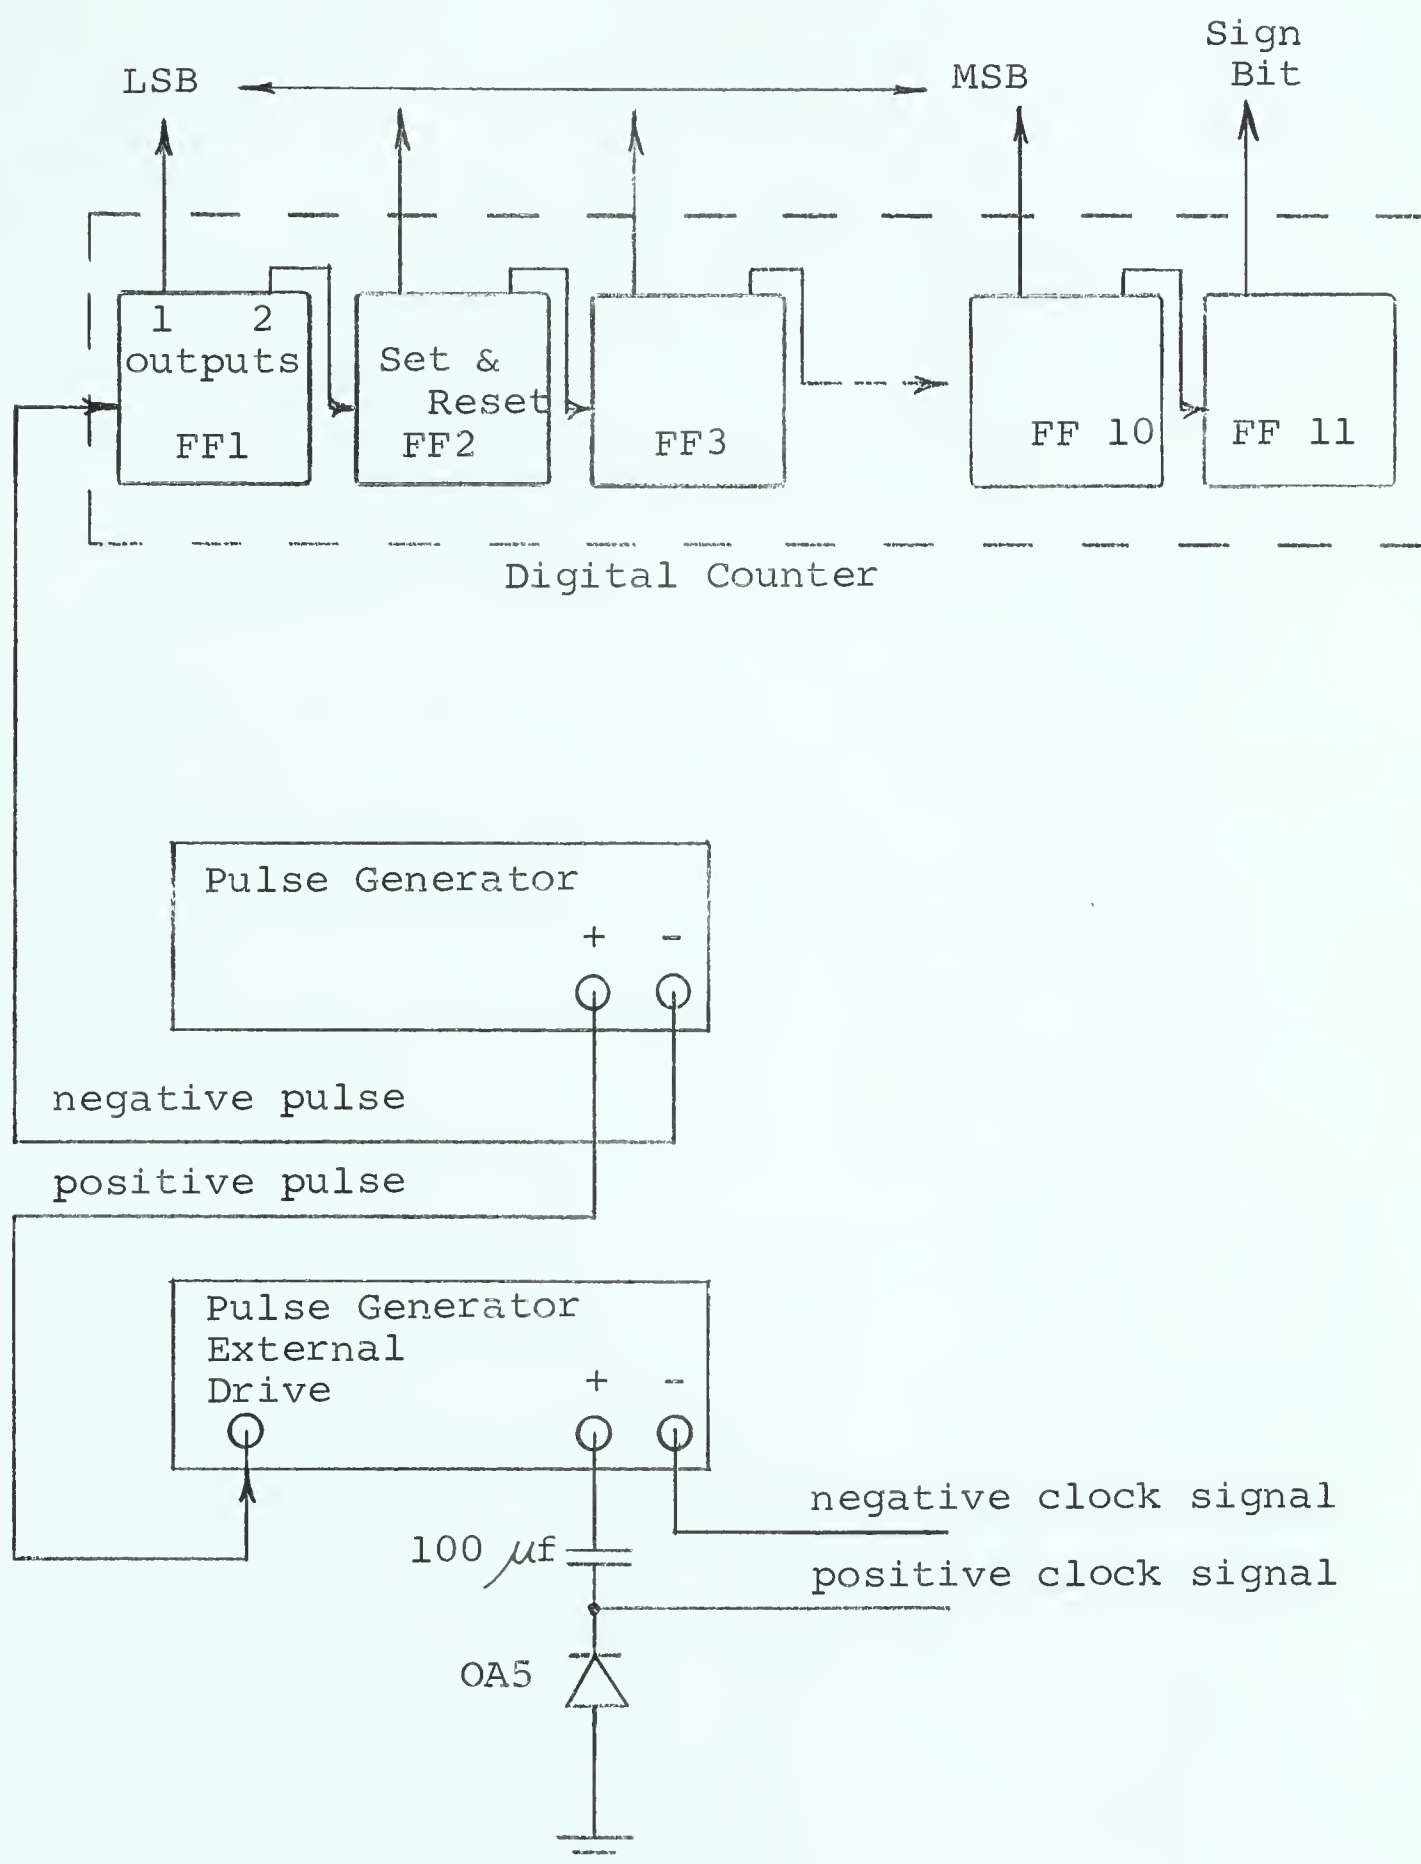 Sign
LSB MSB Bit
1 2
outputs
FF1
Set &
Reset
FF2
FF3
FF 10
FF 11
Digital Counter
Pulse Generator
+ -
negative pulse
positive pulse
Pulse Generator
External
Drive
+ -
negative clock signal
100 μf
positive clock signal
OA5